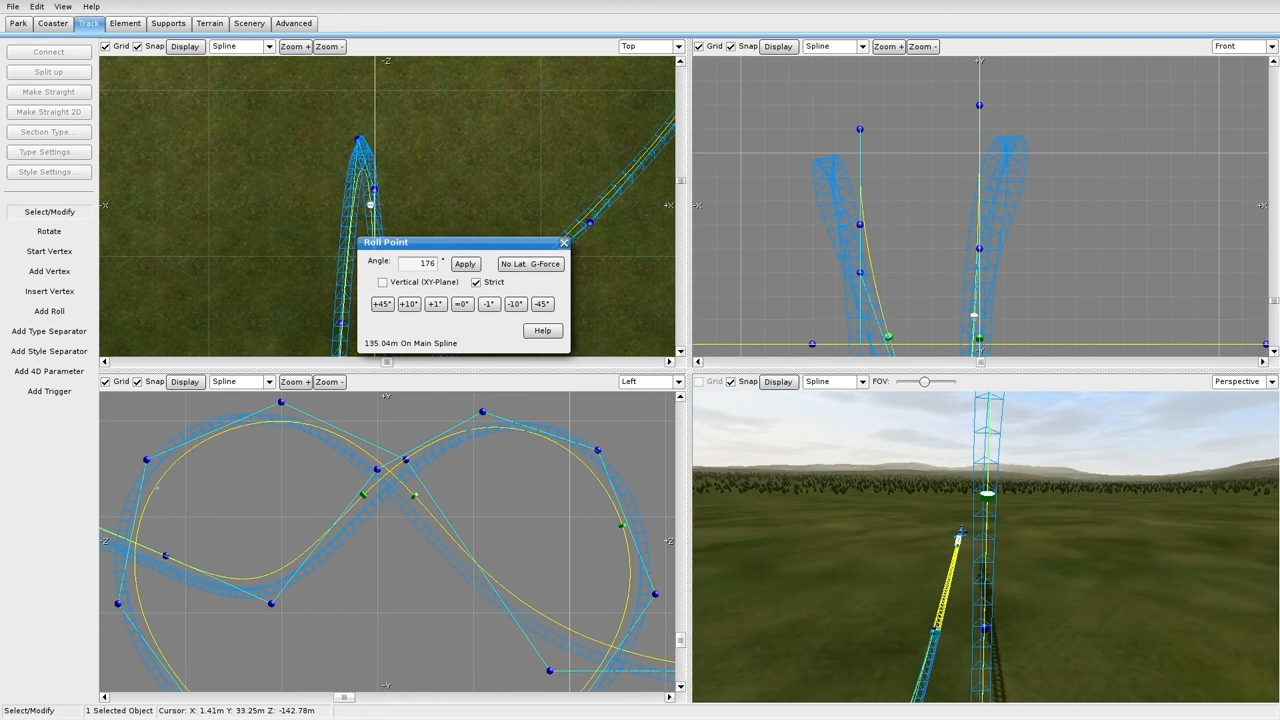 File Edit View Help
Park Coaster Track Element Supports Terrain Scenery Advanced
Connect
Split up
Make Straight
Make Straight 2D
Section Type...
Type Settings...
Style Settings...
Select/Modify
Rotate
Start Vertex
Add Vertex
Insert Vertex
Add Roll
Add Type Separator
Add Style Separator
Add 4D Parameter
Add Trigger
Grid Snap Display Spline Zoom + Zoom - Top
-Z
-X +X
Grid Snap Display Spline Zoom + Zoom - Front
+Y
-X +X
-Y
Roll Point
Angle: 176 ° Apply No Lat. G-Force
Vertical (XY-Plane) Strict
+45° +10° +1° =0° -1° -10° -45°
Help
135.04m On Main Spline
Grid Snap Display Spline Zoom + Zoom - Left
+Y
-Z +Z
-Y
Grid Snap Display Spline FOV: Perspective
Select/Modify 1 Selected Object Cursor: X: 1.41m Y: 33.25m Z: -142.78m